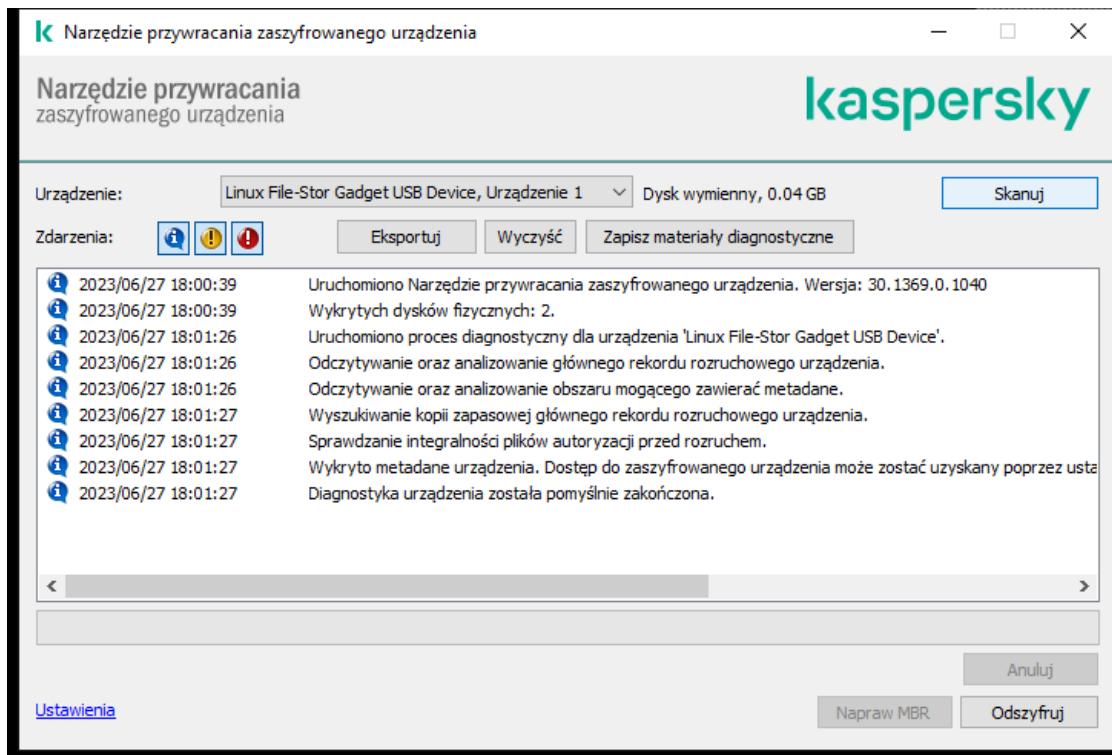 Narzędzie przywracania zaszyfrowanego urządzenia
Narzędzie przywracania
zaszyfrowanego urządzenia
kaspersky
Urządzenie: Linux File-Stor Gadget USB Device, Urządzenie 1 Dysk wymienny, 0.04 GB Skanuj
Zdarzenia: Eksportuj Wyczyść Zapisz materiały diagnostyczne
2023/06/27 18:00:39 Uruchomiono Narzędzie przywracania zaszyfrowanego urządzenia. Wersja: 30.1369.0.1040
2023/06/27 18:00:39 Wykrytych dysków fizycznych: 2.
2023/06/27 18:01:26 Uruchomiono proces diagnostyczny dla urządzenia 'Linux File-Stor Gadget USB Device'.
2023/06/27 18:01:26 Odczytywanie oraz analizowanie głównego rekordu rozruchowego urządzenia.
2023/06/27 18:01:26 Odczytywanie oraz analizowanie obszaru mogącego zawierać metadane.
2023/06/27 18:01:27 Wyszukiwanie kopii zapasowej głównego rekordu rozruchowego urządzenia.
2023/06/27 18:01:27 Sprawdzanie integralności plików autoryzacji przed rozruchem.
2023/06/27 18:01:27 Wykryto metadane urządzenia. Dostęp do zaszyfrowanego urządzenia może zostać uzyskany poprzez usta
2023/06/27 18:01:27 Diagnostyka urządzenia została pomyślnie zakończona.
Anuluj
Ustawienia Napraw MBR Odszyfruj